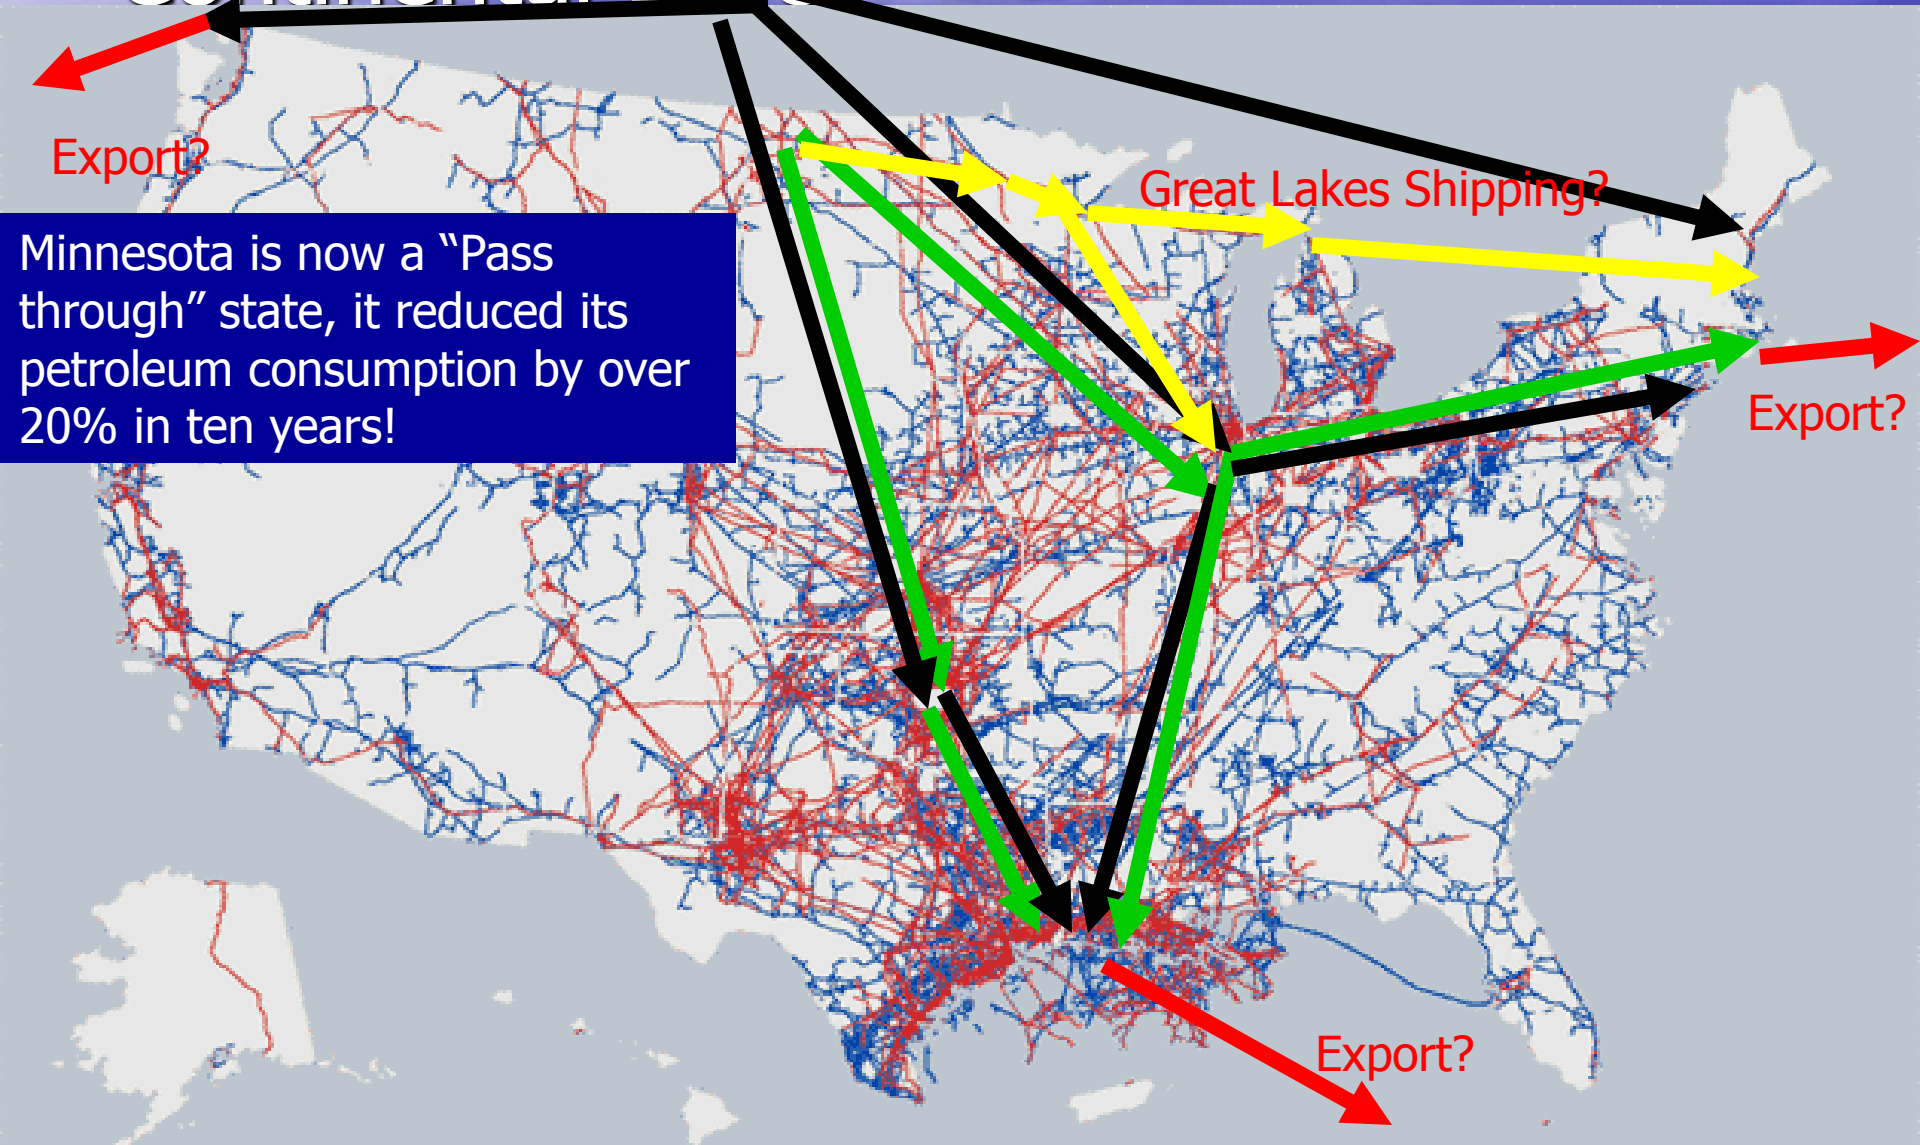 Continental
Export?
Great Lakes Shipping?
Minnesota is now a “Pass
through” state, it reduced its
petroleum consumption by over
20% in ten years!
Export?
Export?